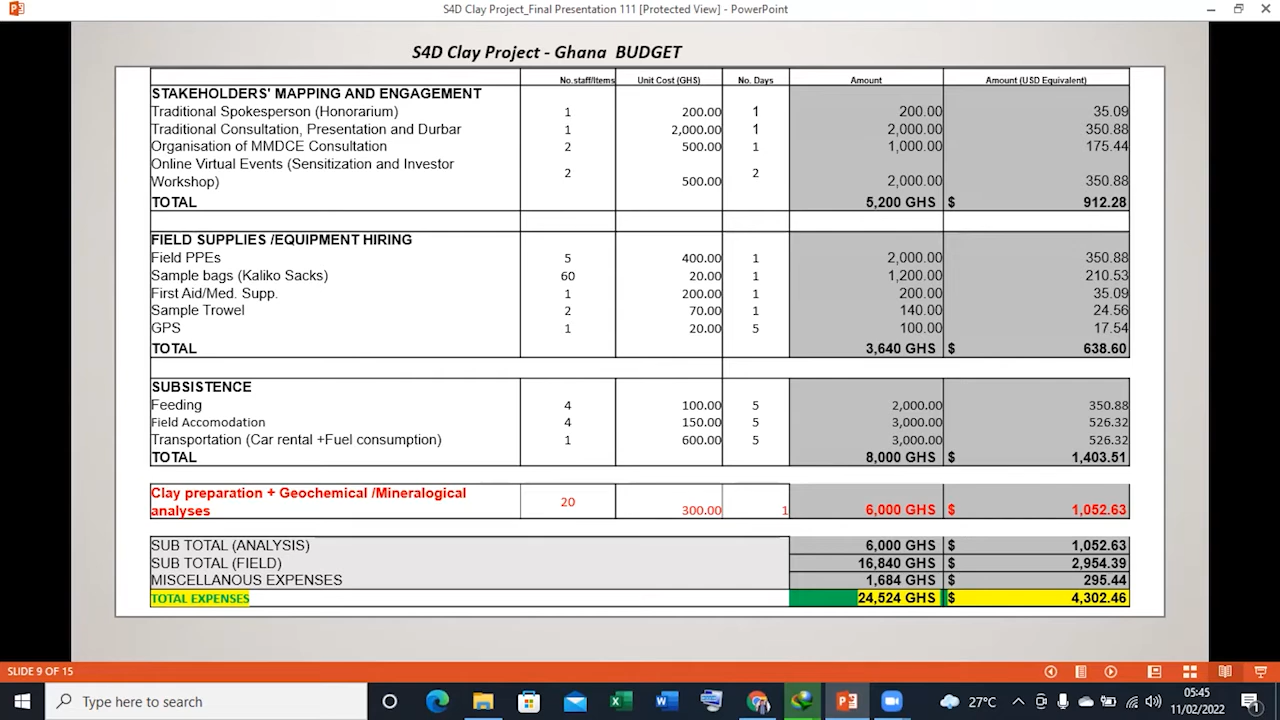 S4D Clay Project_Final Presentation 111 [Protected View] - PowerPoint
S4D Clay Project - Ghana BUDGET
No.staff/Items Unit Cost (GHS) No. Days Amount Amount (USD Equivalent)
STAKEHOLDERS' MAPPING AND ENGAGEMENT
Traditional Spokesperson (Honorarium) 1 200.00 1 200.00 35.09
Traditional Consultation, Presentation and Durbar 1 2,000.00 1 2,000.00 350.88
Organisation of MMDCE Consultation 2 500.00 1 1,000.00 175.44
Online Virtual Events (Sensitization and Investor
Workshop) 2 500.00 2 2,000.00 350.88
TOTAL 5,200 GHS $ 912.28
FIELD SUPPLIES /EQUIPMENT HIRING
Field PPEs 5 400.00 1 2,000.00 350.88
Sample bags (Kaliko Sacks) 60 20.00 1 1,200.00 210.53
First Aid/Med. Supp. 1 200.00 1 200.00 35.09
Sample Trowel 2 70.00 1 140.00 24.56
GPS 1 20.00 5 100.00 17.54
TOTAL 3,640 GHS $ 638.60
SUBSISTENCE
Feeding 4 100.00 5 2,000.00 350.88
Field Accomodation 4 150.00 5 3,000.00 526.32
Transportation (Car rental +Fuel consumption) 1 600.00 5 3,000.00 526.32
TOTAL 8,000 GHS $ 1,403.51
Clay preparation + Geochemical /Mineralogical
analyses 20 300.00 1 6,000 GHS $ 1,052.63
SUB TOTAL (ANALYSIS) 6,000 GHS $ 1,052.63
SUB TOTAL (FIELD) 16,840 GHS $ 2,954.39
MISCELLANOUS EXPENSES 1,684 GHS $ 295.44
TOTAL EXPENSES 24,524 GHS $ 4,302.46
SLIDE 9 OF 15
Type here to search
27°C
05:45
11/02/2022
1